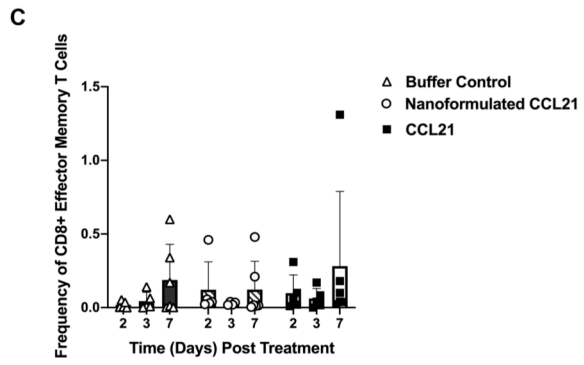 C
Frequency of CD8+ Effector Memory T Cells
1.5
1.0
0.5
0.0
2 3 7 2 3 7 2 3 7
Time (Days) Post Treatment
Buffer Control
Nanoformulated CCL21
CCL21